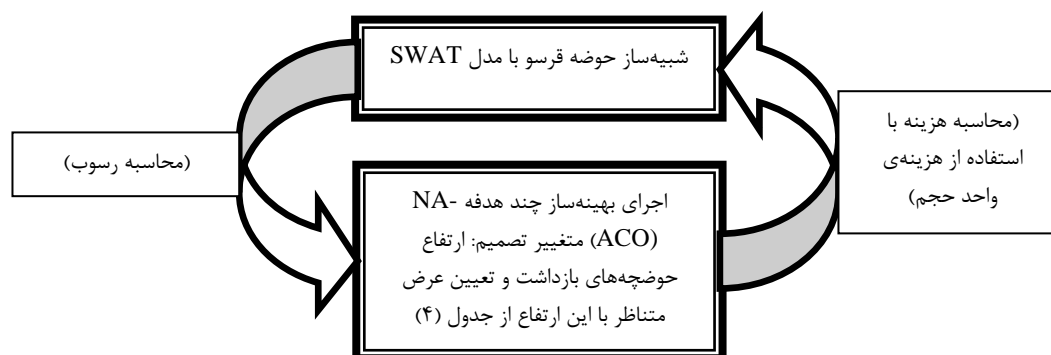 شبیه‌ساز حوضه قرسو با مدل SWAT
(محاسبه هزینه با
استفاده از هزینه‌ی
واحد حجم)
(محاسبه رسوب)
اجرای بهینه‌ساز چند هدفه NA-
ACO) متغییر تصمیم: ارتفاع
حوضچه‌های بازداشت و تعیین عرض
متناظر با این ارتفاع از جدول (۴)